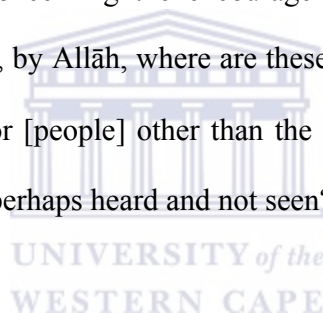 , by Allāh, where are these
or [people] other than the
perhaps heard and not seen‘
UNIVERSITY of the
WESTERN CAPE